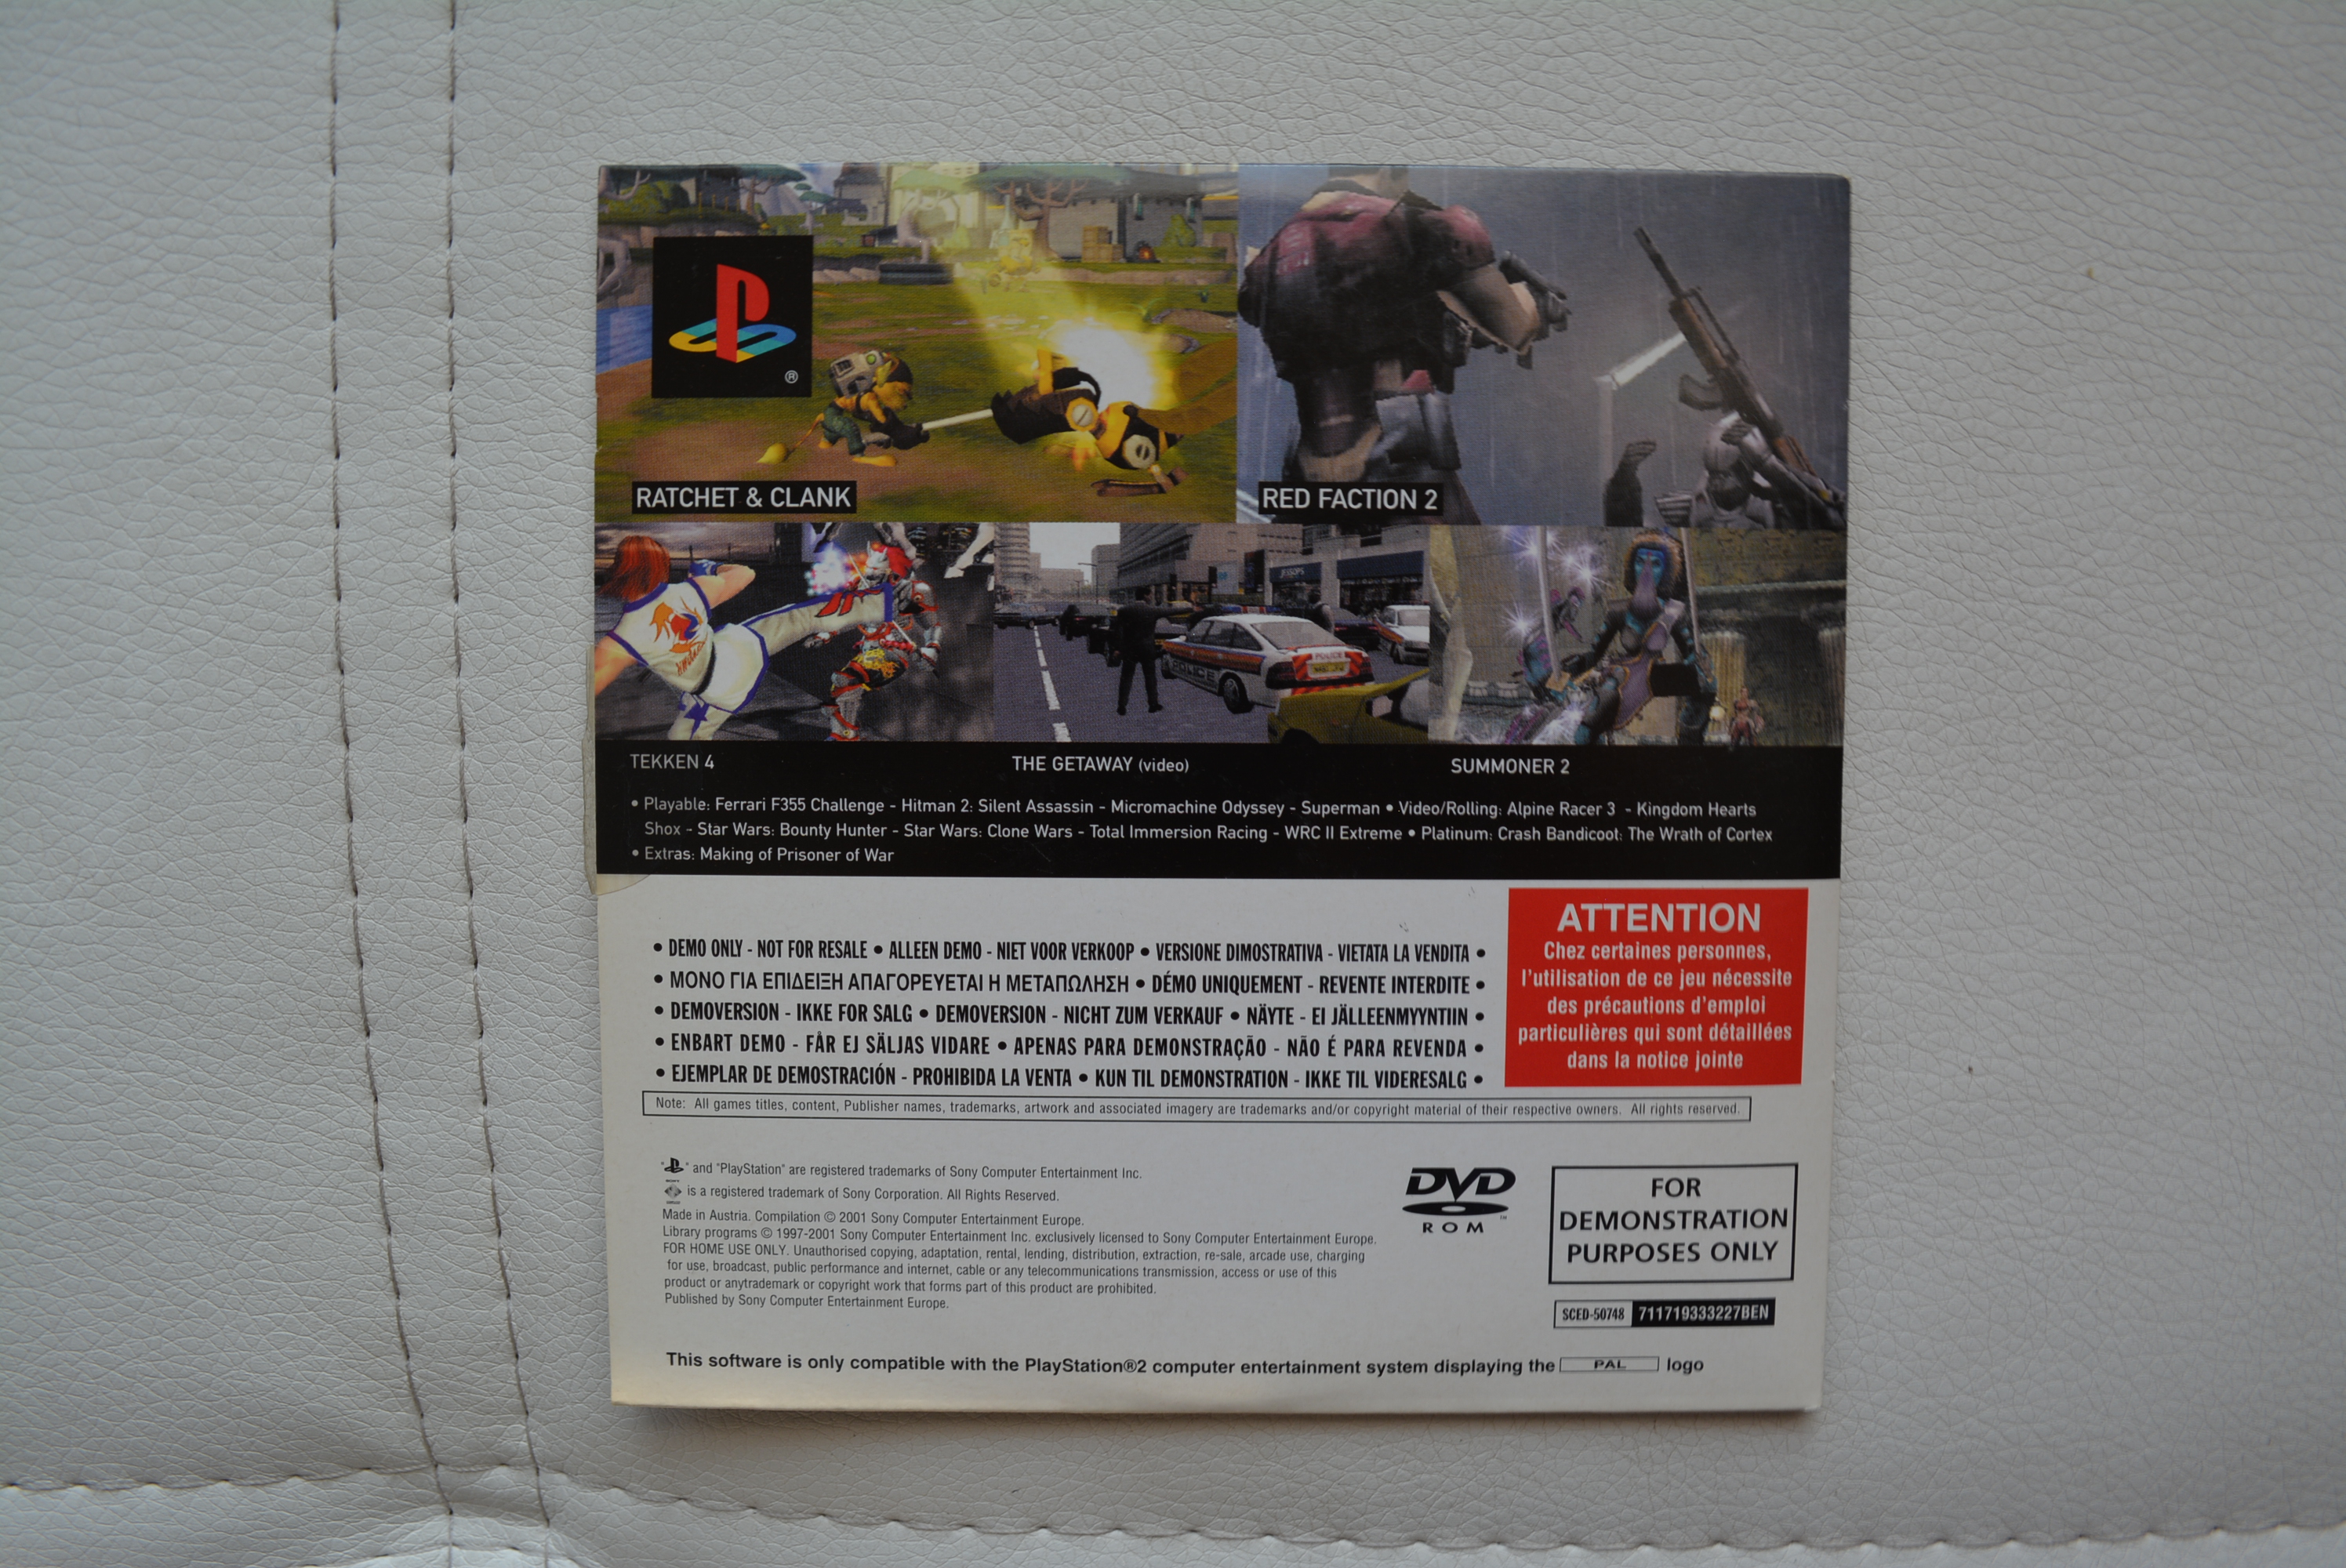 ®
RATCHET & CLANK
RED FACTION 2
JESSOPS
POLICE
POLICE
TEKKEN 4
THE GETAWAY (video)
SUMMONER 2
• Playable: Ferrari F355 Challenge - Hitman 2: Silent Assassin - Micromachine Odyssey - Superman • Video/Rolling: Alpine Racer 3 - Kingdom Hearts
Shox - Star Wars: Bounty Hunter - Star Wars: Clone Wars - Total Immersion Racing - WRC II Extreme • Platinum: Crash Bandicoot: The Wrath of Cortex
• Extras: Making of Prisoner of War
• DEMO ONLY - NOT FOR RESALE • ALLEEN DEMO - NIET VOOR VERKOOP • VERSIONE DIMOSTRATIVA - VIETATA LA VENDITA •
• ΜΟΝΟ ΓΙΑ ΕΠΙΔΕΙΞΗ ΑΠΑΓΟΡΕΥΕΤΑΙ Η ΜΕΤΑΠΩΛΗΣΗ • DÉMO UNIQUEMENT - REVENTE INTERDITE •
• DEMOVERSION - IKKE FOR SALG • DEMOVERSION - NICHT ZUM VERKAUF • NÄYTE - EI JÄLLEENMYYNTIIN •
• ENBART DEMO - FÅR EJ SÄLJAS VIDARE • APENAS PARA DEMONSTRAÇÃO - NÃO É PARA REVENDA •
• EJEMPLAR DE DEMOSTRACIÓN - PROHIBIDA LA VENTA • KUN TIL DEMONSTRATION - IKKE TIL VIDERESALG •
ATTENTION
Chez certaines personnes,
l'utilisation de ce jeu nécessite
des précautions d'emploi
particulières qui sont détaillées
dans la notice jointe
Note: All games titles, content, Publisher names, trademarks, artwork and associated imagery are trademarks and/or copyright material of their respective owners. All rights reserved.
" " and "PlayStation" are registered trademarks of Sony Computer Entertainment Inc.
is a registered trademark of Sony Corporation. All Rights Reserved.
Made in Austria. Compilation © 2001 Sony Computer Entertainment Europe.
Library programs © 1997-2001 Sony Computer Entertainment Inc. exclusively licensed to Sony Computer Entertainment Europe.
FOR HOME USE ONLY. Unauthorised copying, adaptation, rental, lending, distribution, extraction, re-sale, arcade use, charging
for use, broadcast, public performance and internet, cable or any telecommunications transmission, access or use of this
product or anytrademark or copyright work that forms part of this product are prohibited.
Published by Sony Computer Entertainment Europe.
DVD
ROM
™
FOR
DEMONSTRATION
PURPOSES ONLY
SCED-50748 711719333227BEN
This software is only compatible with the PlayStation®2 computer entertainment system displaying the PAL logo